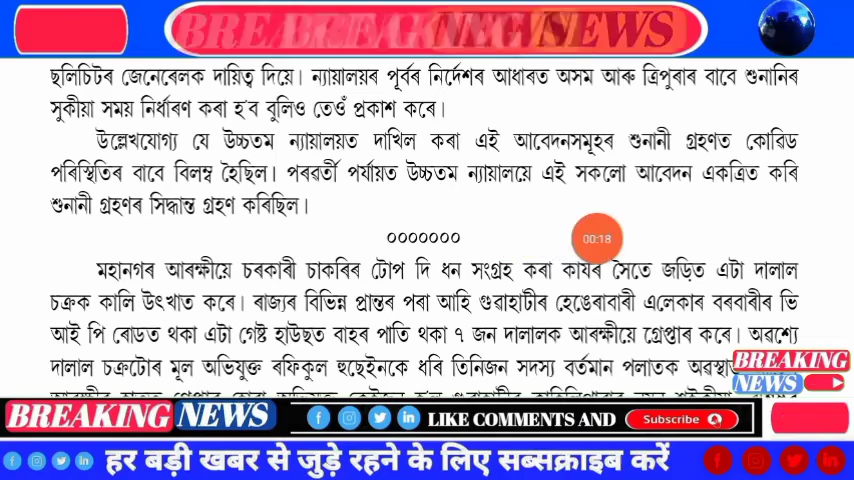 BREAKING NEWS NEWS
ছলিচিটৰ জেনেৰেলক দায়িত্ব দিয়ে। ন্যায়ালয়ৰ পূৰ্বৰ নিৰ্দেশৰ আধাৰত অসম আৰু ত্ৰিপুৰাৰ বাবে শুনানিৰ
সুকীয়া সময় নিৰ্ধাৰণ কৰা হ'ব বুলিও তেওঁ প্ৰকাশ কৰে।
উল্লেখযোগ্য যে উচ্চতম ন্যায়ালয়ত দাখিল কৰা এই আবেদনসমূহৰ শুনানী গ্ৰহণত কোৱিড
পৰিস্থিতিৰ বাবে বিলম্ব হৈছিল। পৰৱৰ্তী পৰ্যায়ত উচ্চতম ন্যায়ালয়ে এই সকলো আবেদন একত্ৰিত কৰি
শুনানী গ্ৰহণৰ সিদ্ধান্ত গ্ৰহণ কৰিছিল।
০০০০০০০
00:18
মহানগৰ আৰক্ষীয়ে চৰকাৰী চাকৰিৰ টোপ দি ধন সংগ্ৰহ কৰা কাৰ্যৰ সৈতে জড়িত এটা দালাল
চক্ৰক কালি উৎখাত কৰে। ৰাজ্যৰ বিভিন্ন প্ৰান্তৰ পৰা আহি গুৱাহাটীৰ হেঙেৰাবাৰী এলেকাৰ বৰবাৰীৰ ভি
আই পি ৰোডত থকা এটা গেষ্ট হাউছত বাহৰ পাতি থকা ৭ জন দালালক আৰক্ষীয়ে গ্ৰেপ্তাৰ কৰে। অৱশ্যে
দালাল চক্ৰটোৰ মূল অভিযুক্ত ৰফিকুল হুছেইনকে ধৰি তিনিজন সদস্য বৰ্তমান পলাতক
BREAKING
NEWS
BREAKING NEWS LIKE COMMENTS AND Subscribe
हर बड़ी खबर से जुड़े रहने के लिए सब्सक्राइब करें